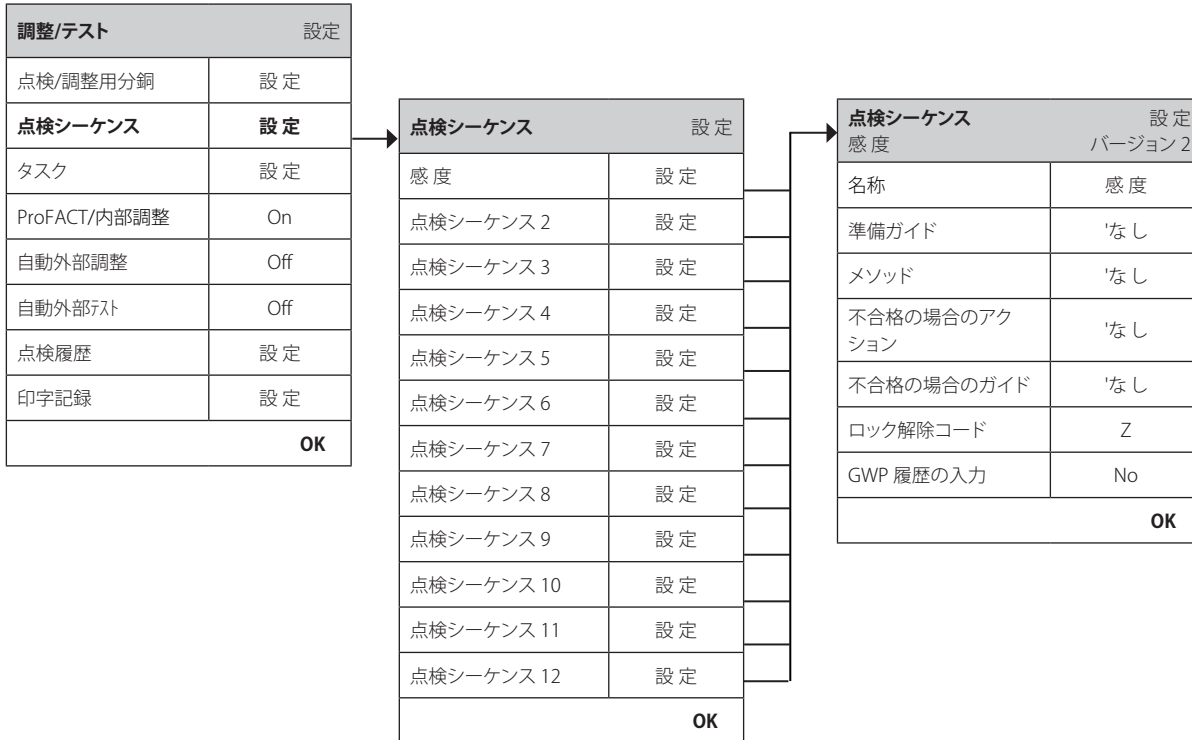 調整/テスト 設定
点検/調整用分銅 設定
点検シーケンス 設定
タスク 設定
ProFACT/内部調整 On
自動外部調整 Off
自動外部ﾃｽﾄ Off
点検履歴 設定
印字記録 設定
OK
点検シーケンス 設定
感度 設定
点検シーケンス 2 設定
点検シーケンス 3 設定
点検シーケンス 4 設定
点検シーケンス 5 設定
点検シーケンス 6 設定
点検シーケンス 7 設定
点検シーケンス 8 設定
点検シーケンス 9 設定
点検シーケンス 10 設定
点検シーケンス 11 設定
点検シーケンス 12 設定
OK
点検シーケンス 設定
感度 バージョン 2
名称 感度
準備ガイド 'なし
メソッド 'なし
不合格の場合のアク
ション 'なし
不合格の場合のガイド 'なし
ロック解除コード Z
GWP 履歴の入力 No
OK